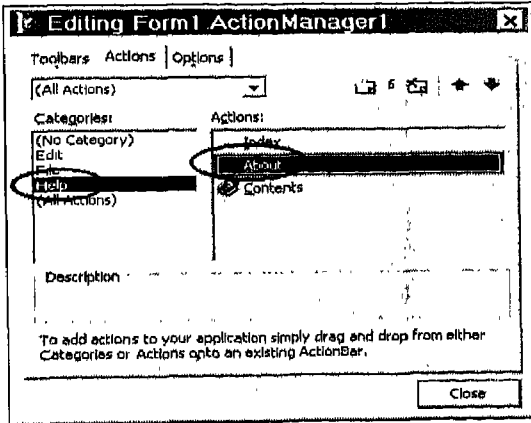 Editing Form1.ActionManager1
Toolbars Actions Options
(All Actions)
Categories:
Actions:
(No Category)
Edit
File
Help
(All Actions)
Index
About
Contents
Description
To add actions to your application simply drag and drop from either
Categories or Actions onto an existing ActionBar.
Close